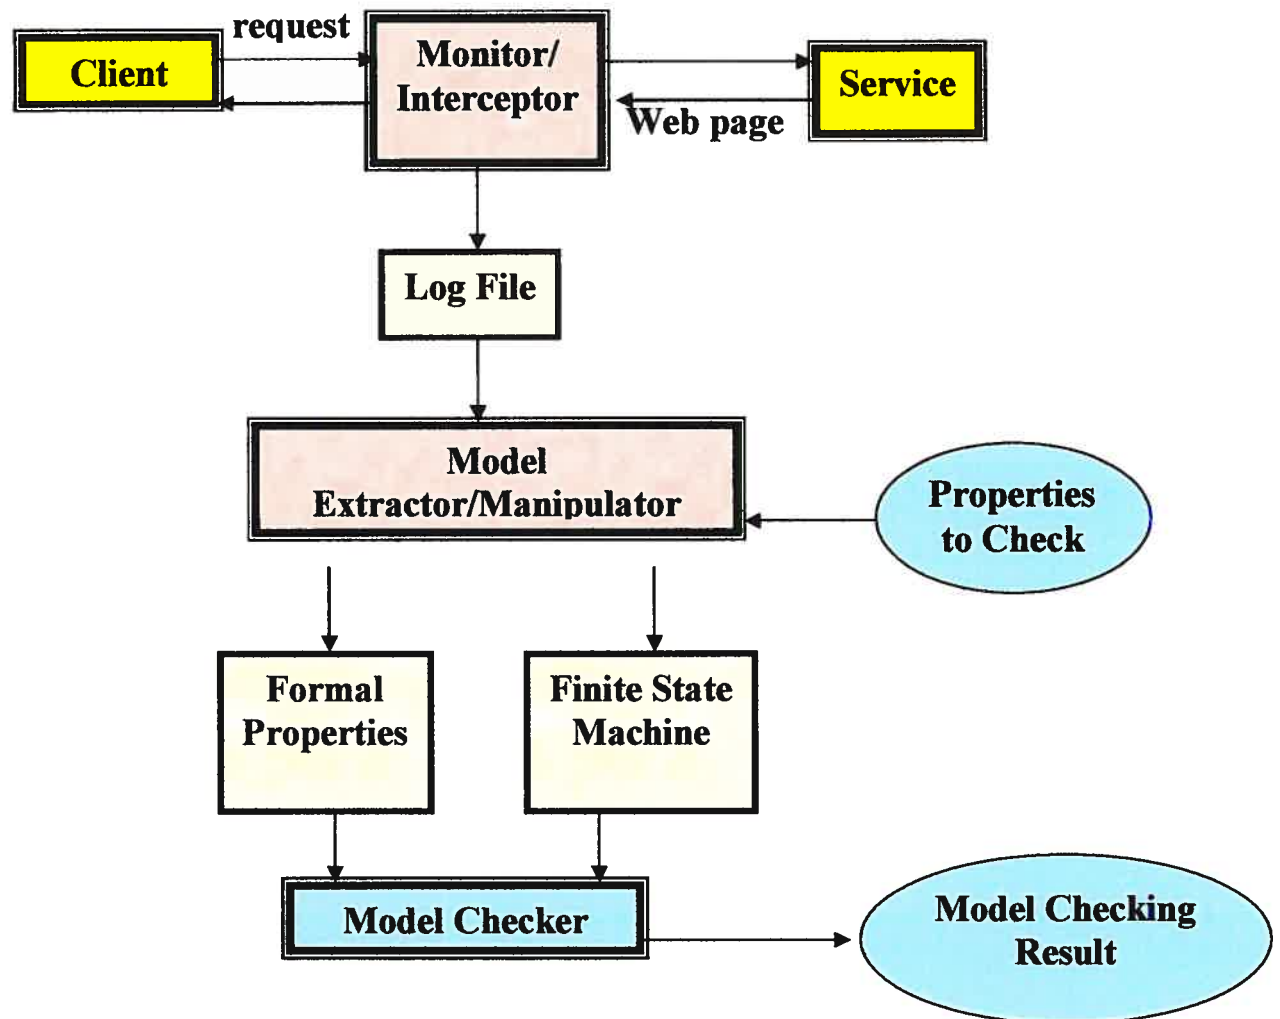 request
Client
Monitor/
Interceptor
Service
Web page
Log File
Model
Extractor/Manipulator
Properties
to Check
Formal
Properties
Finite State
Machine
Model Checker
Model Checking
Result